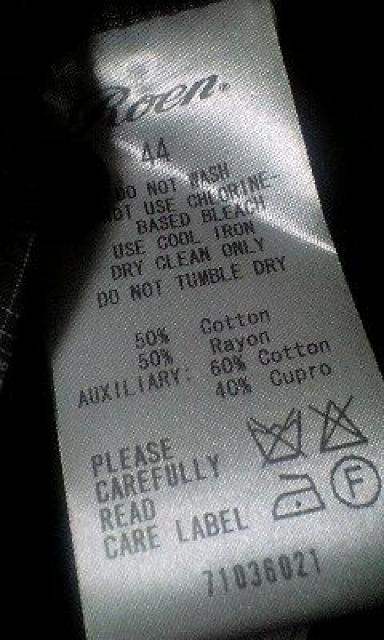 Roen.
44
DO NOT WASH
NOT USE CHLORINE-
BASED BLEACH
USE COOL IRON
DRY CLEAN ONLY
DO NOT TUMBLE DRY
50% Cotton
50% Rayon
AUXILIARY: 60% Cotton
40% Cupro
PLEASE
CAREFULLY
READ
CARE LABEL
F
71036021